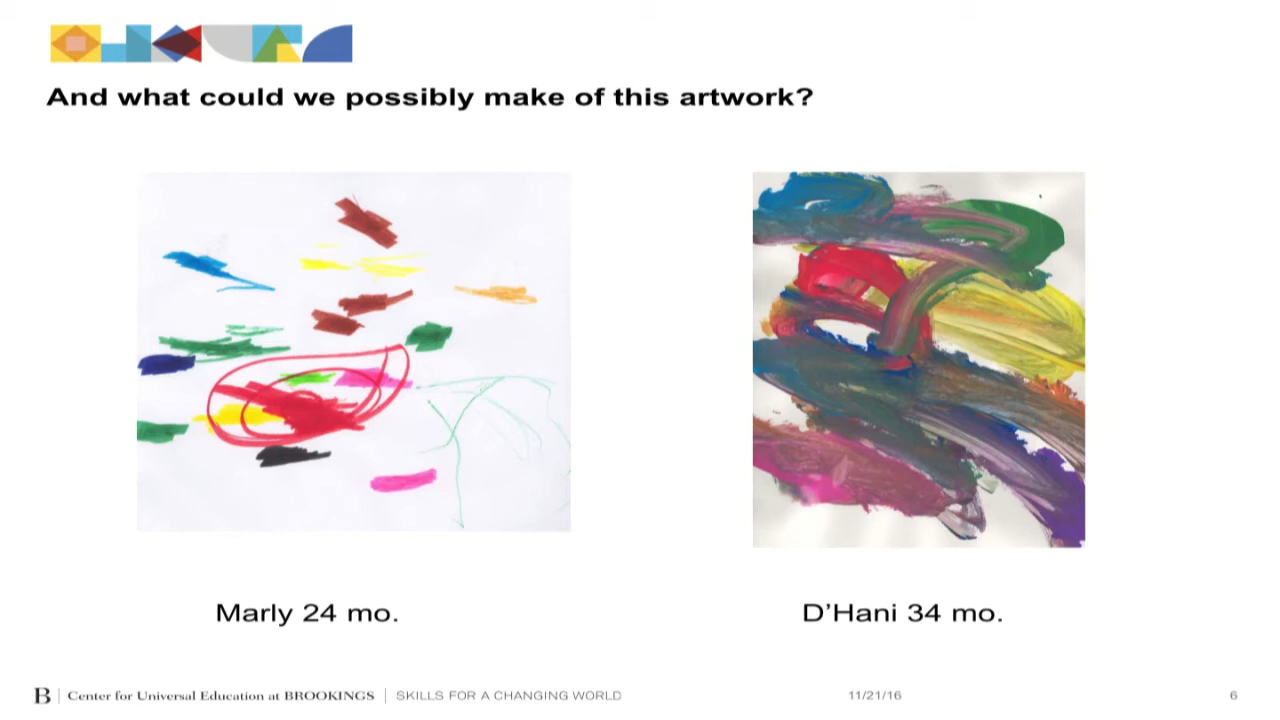 And what could we possibly make of this artwork?
Marly 24 mo.
D’Hani 34 mo.
B | Center for Universal Education at BROOKINGS | SKILLS FOR A CHANGING WORLD
11/21/16
6